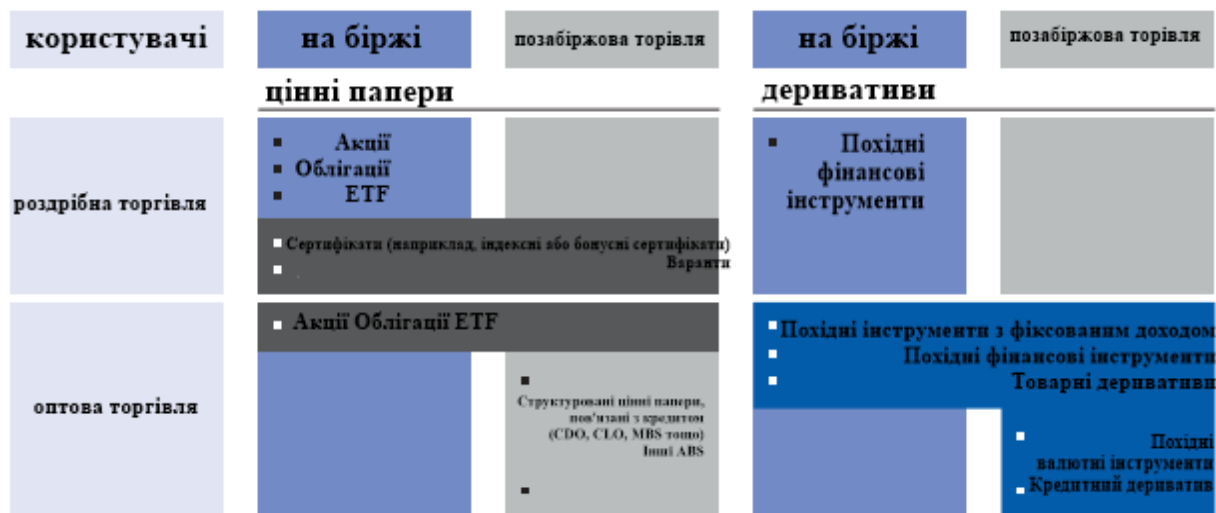 користувачі
на біржі
позабіржова торівля
на біржі
позабіржова торівля
цінні папери
деривативи
роздрібна торгівля
Акції
Облігації
ETF
Сертифікати (наприклад, індексні або бонусні сертифікати)
Варанти
Похідні
фінансові
інструменти
оптова торгівля
Акції Облігації ETF
Структуровані цінні папери,
пов'язані з кредитом
(CDO, CLO, MBS тощо)
Інші ABS
Похідні інструменти з фіксованим доходом
Похідні фінансові інструменти
Товарні деривативи
Похідні
валютні інструменти
Кредитний дериватив